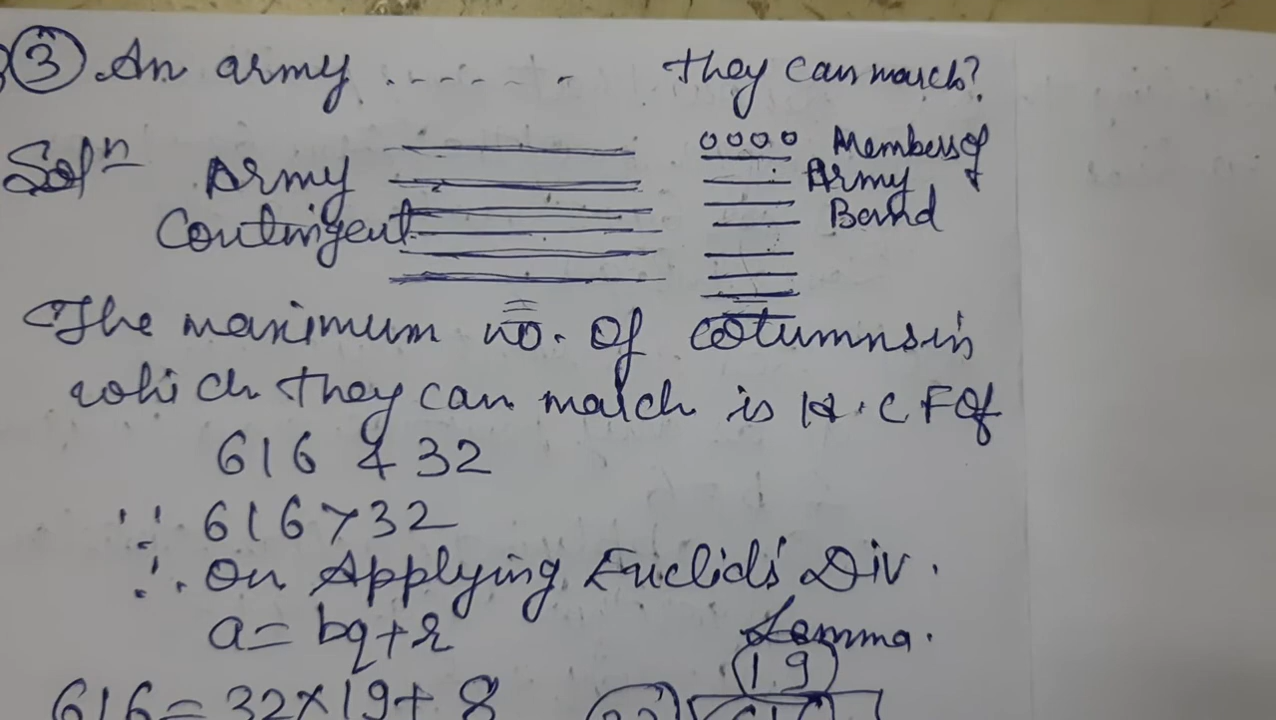 ③ An army ....... they can march?
Solⁿ Army Contingent
oooo Members of
Army
Band
The maximum no. of columns in
which they can march is H.C.F of
616 & 32
∵ 616 > 32
∴ On Applying Euclid's Div.
Lemma.
a = bq + r
19
616 = 32 × 19 + 8